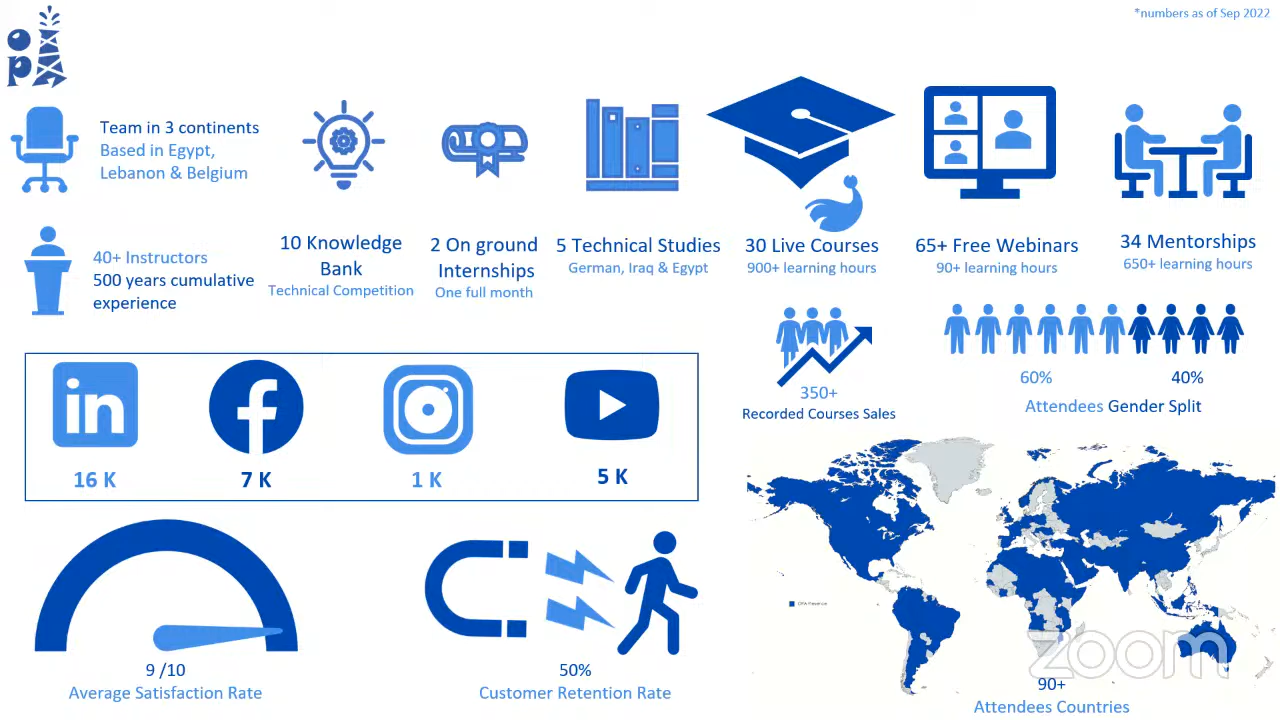 *numbers as of Sep 2022
OPA
Team in 3 continents
Based in Egypt,
Lebanon & Belgium
40+ Instructors
500 years cumulative
experience
10 Knowledge
Bank
Technical Competition
2 On ground
Internships
One full month
5 Technical Studies
German, Iraq & Egypt
30 Live Courses
900+ learning hours
65+ Free Webinars
90+ learning hours
34 Mentorships
650+ learning hours
350+
Recorded Courses Sales
60%
40%
Attendees Gender Split
in
f
16 K
7 K
1 K
5 K
9 /10
Average Satisfaction Rate
50%
Customer Retention Rate
OPA Presence
zoom
90+
Attendees Countries